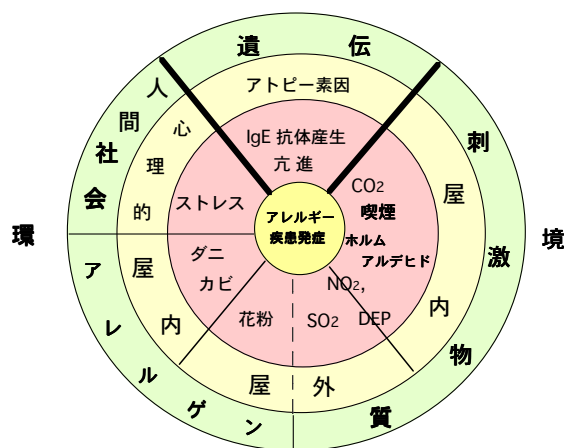 遺伝
アトピー素因
IgE 抗体産生
亢 進
人間社会
心理的
ストレス
刺激物質
屋内
CO2
喫煙
ホルム
アルデヒド
NO2,
SO2 DEP
アレルギー
疾患発症
環 境
ダニ
カビ
屋内
花粉
屋外
アレルゲン